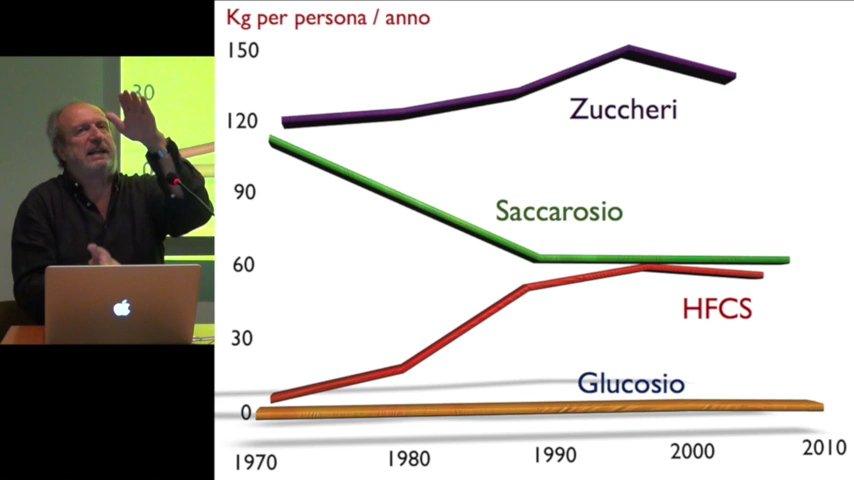 Kg per persona / anno
150
120
90
60
30
0
Zuccheri
Saccarosio
HFCS
Glucosio
1970
1980
1990
2000
2010
30